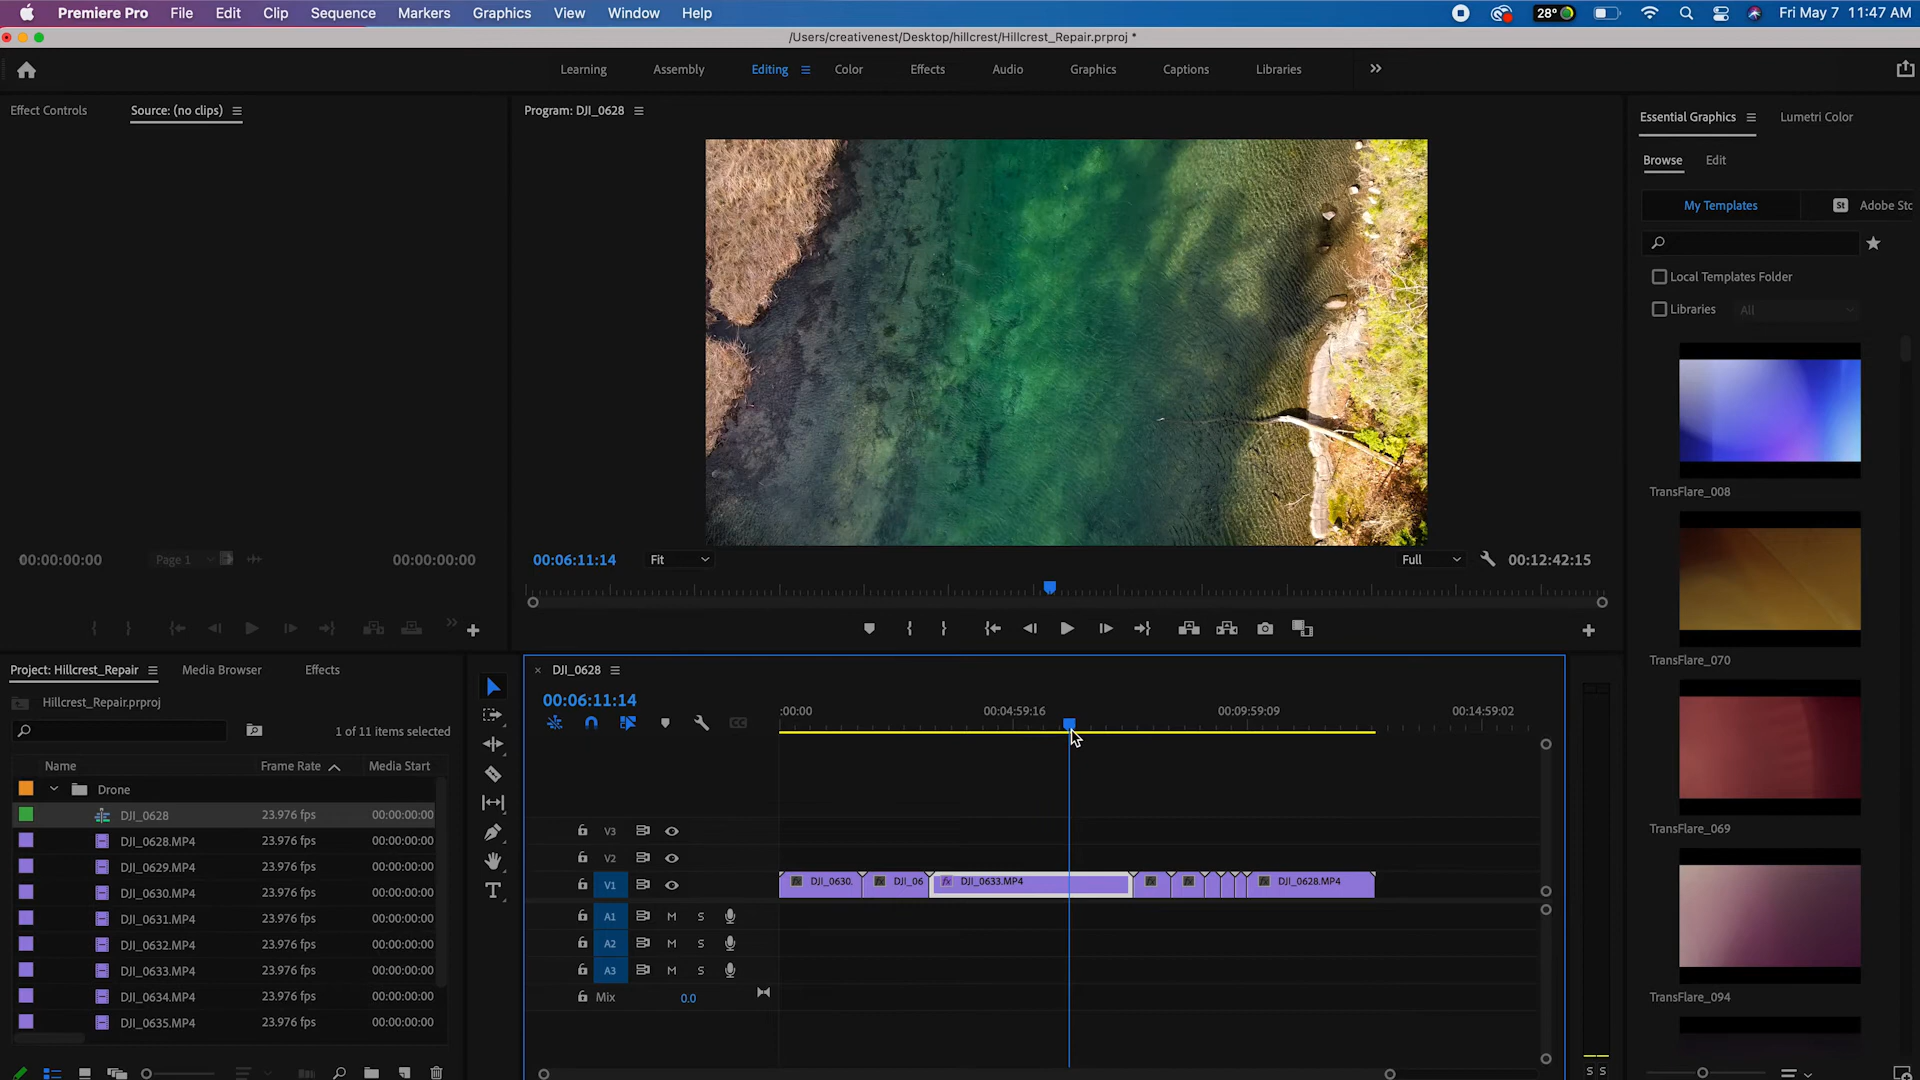 Premiere Pro File Edit Clip Sequence Markers Graphics View Window Help 28° Fri May 7 11:47 AM
/Users/creativenest/Desktop/hillcrest/Hillcrest_Repair.prproj *
Learning Assembly Editing Color Effects Audio Graphics Captions Libraries
Effect Controls Source: (no clips) Program: DJI_0628 Essential Graphics Lumetri Color
Browse Edit
My Templates St Adobe Stc
Local Templates Folder
Libraries All
TransFlare_008
00:00:00:00 Page 1 00:00:00:00 00:06:11:14 Fit Full 00:12:42:15
TransFlare_070
Project: Hillcrest_Repair Media Browser Effects DJI_0628
Hillcrest_Repair.prproj 00:06:11:14
:00:00 00:04:59:16 00:09:59:09 00:14:59:02
1 of 11 items selected
Name Frame Rate Media Start
Drone
DJI_0628 23.976 fps 00:00:00:00
TransFlare_069
V3
DJI_0628.MP4 23.976 fps 00:00:00:00
V2
DJI_0629.MP4 23.976 fps 00:00:00:00
V1 fx DJI_0630. fx DJI_06 fx DJI_0633.MP4 fx fx fx DJI_0628.MP4
DJI_0630.MP4 23.976 fps 00:00:00:00
A1 M S
DJI_0631.MP4 23.976 fps 00:00:00:00
A2 M S
DJI_0632.MP4 23.976 fps 00:00:00:00
A3 M S
DJI_0633.MP4 23.976 fps 00:00:00:00
Mix 0.0
DJI_0634.MP4 23.976 fps 00:00:00:00
TransFlare_094
DJI_0635.MP4 23.976 fps 00:00:00:00
S S